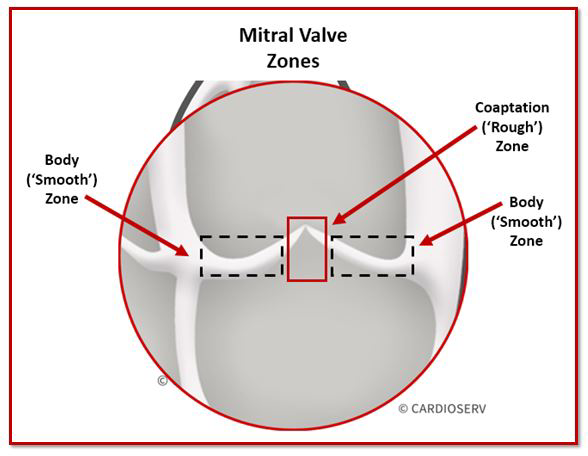 Mitral Valve
Zones
Coaptation
(‘Rough’)
Zone
Body
(‘Smooth’)
Zone
Body
(‘Smooth’)
Zone
©
© CARDIOSERV